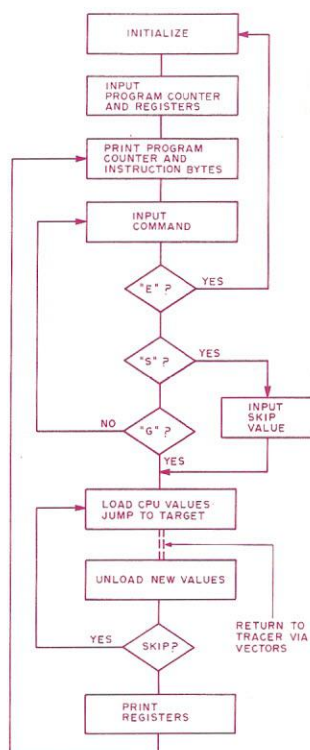 INITIALIZE
INPUT
PROGRAM COUNTER
AND REGISTERS
PRINT PROGRAM
COUNTER AND
INSTRUCTION BYTES
INPUT
COMMAND
"E" ?
YES
"S" ?
YES
INPUT
SKIP
VALUE
"G" ?
NO
YES
LOAD CPU VALUES
JUMP TO TARGET
UNLOAD NEW VALUES
RETURN TO
TRACER VIA
VECTORS
SKIP?
YES
PRINT
REGISTERS